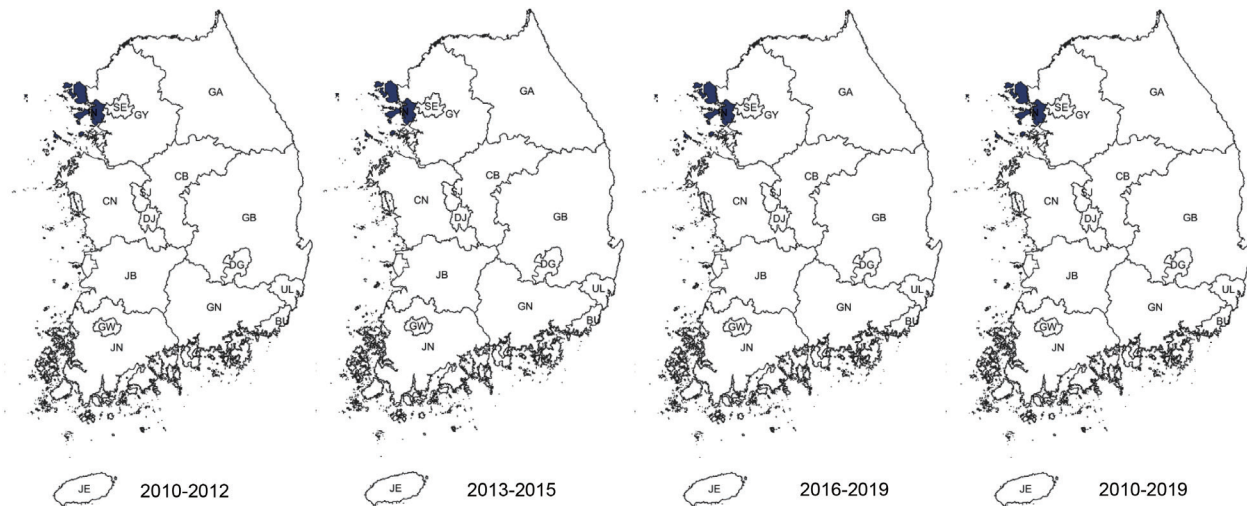 GA
SE
GY
CB
SJ
CN
DJ
GB
DG
JB
UL
GN
BU
GW
JN
JE
2010-2012
GA
SE
GY
CB
SJ
CN
DJ
GB
DG
JB
UL
GN
BU
GW
JN
JE
2013-2015
GA
SE
GY
CB
SJ
CN
DJ
GB
DG
JB
UL
GN
BU
GW
JN
JE
2016-2019
GA
SE
GY
CB
SJ
CN
DJ
GB
DG
JB
UL
GN
BU
GW
JN
JE
2010-2019